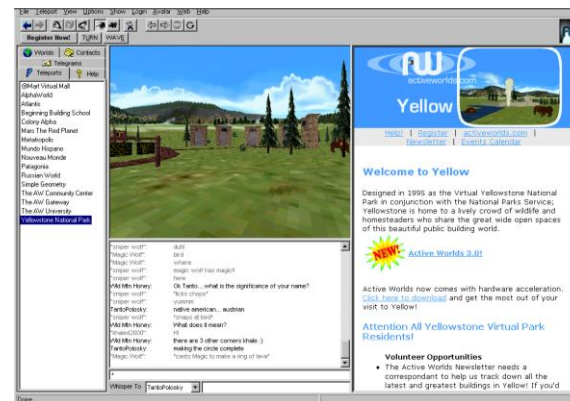 File Teleport View Options Show Login Avatar Web Help
Register Now! TURN WAVE
Worlds Contacts
Telegrams
Teleports Help
@Mart Virtual Mall
AlphaWorld
Atlantis
Beginning Building School
Colony Alpha
Mars The Red Planet
Metatropolis
Mundo Hispano
Nouveau Monde
Patagonia
Russian World
Simple Geometry
The AW Community Center
The AW Gateway
The AW University
Yellowstone National Park
"sniper wolf": duh!
"Magic Wolf": bird
"Magic Wolf": where
"sniper wolf": magic wolf has magic!!
"sniper wolf": here
Wild Mtn Honey: Ok Tanto... what is the significance of your name?
"sniper wolf": *licks chops*
"sniper wolf": yummm
TantoPolosky: native american... austrian
"sniper wolf": *snaps at bird*
Wild Mtn Honey: What does it mean?
HI
Wild Mtn Honey: there are 3 other corners khale :)
TantoPolosky: making the circle complete
"Magic Wolf": *casts Magic to make a ring of lava*
Whisper To TantoPolosky
Done
activeworlds.com
Yellow
Help! | Register | activeworlds.com |
Newsletter | Events Calendar
Welcome to Yellow
Designed in 1995 as the Virtual Yellowstone National
Park in conjunction with the National Parks Service;
Yellowstone is home to a lively crowd of wildlife and
homesteaders who share the great wide open spaces
of this beautiful public building world.
NEW! Active Worlds 3.0!
Active Worlds now comes with hardware acceleration.
Click here to download and get the most out of your
visit to Yellow!
Attention All Yellowstone Virtual Park
Residents!
Volunteer Opportunities
• The Active Worlds Newsletter needs a
correspondant to help us track down all the
latest and greatest buildings in Yellow! If you'd